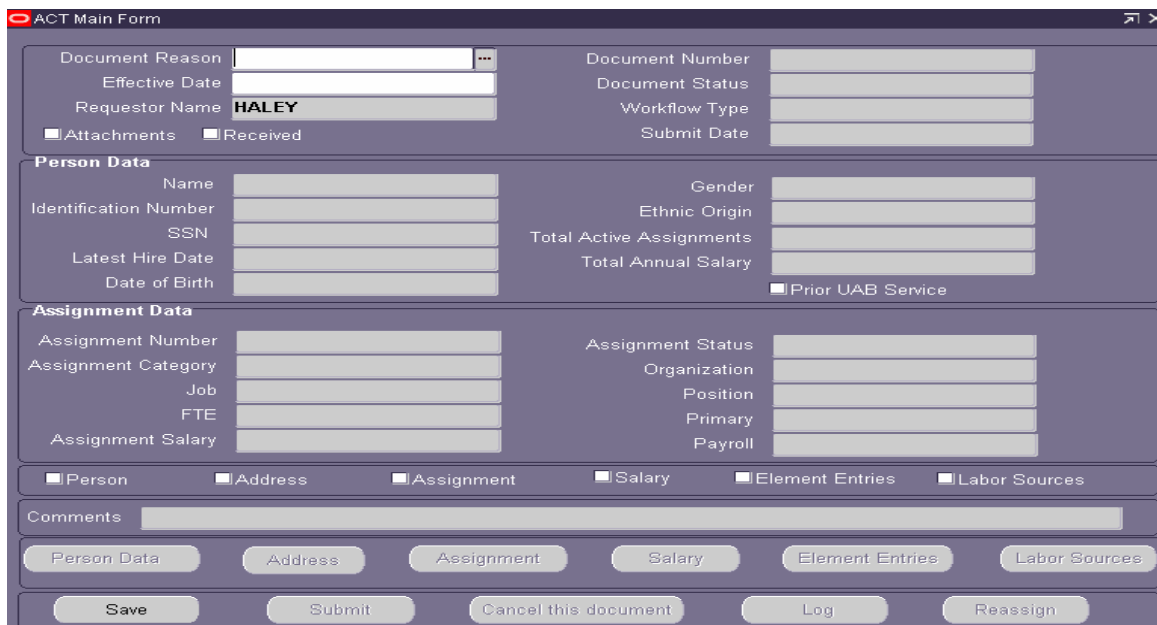 ACT Main Form
Document Reason ...
Document Number
Effective Date
Document Status
Requestor Name HALEY
Workflow Type
Attachments Received
Submit Date
Person Data
Name
Gender
Identification Number
Ethnic Origin
SSN
Total Active Assignments
Latest Hire Date
Total Annual Salary
Date of Birth
Prior UAB Service
Assignment Data
Assignment Number
Assignment Status
Assignment Category
Organization
Job
Position
FTE
Primary
Assignment Salary
Payroll
Person Address Assignment Salary Element Entries Labor Sources
Comments
Person Data Address Assignment Salary Element Entries Labor Sources
Save Submit Cancel this document Log Reassign